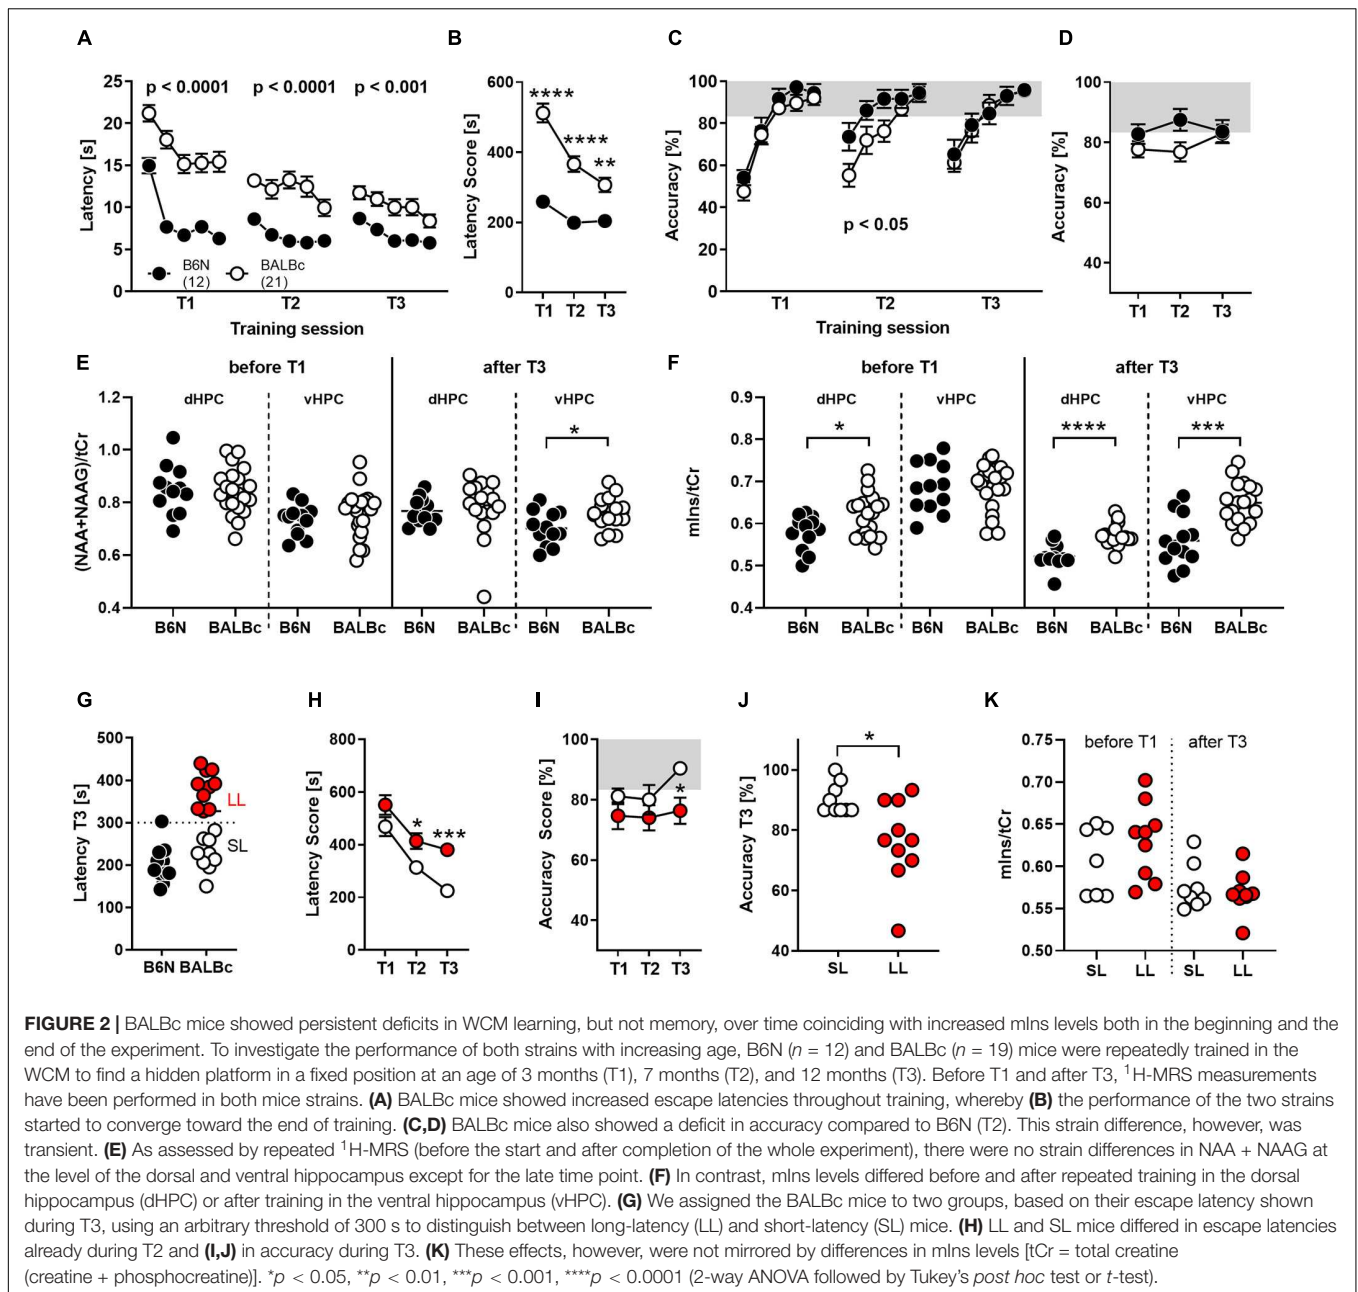 A
B
C
D
Latency [s]
25
20
15
10
5
0
p < 0.0001
p < 0.0001
p < 0.001
B6N
(12)
BALBc
(21)
T1
T2
T3
Training session
Latency Score [s]
600
400
200
0
****
****
**
T1
T2
T3
Accuracy [%]
100
80
60
40
20
0
p < 0.05
T1
T2
T3
Training session
Accuracy [%]
100
80
60
40
T1
T2
T3
E
before T1
after T3
dHPC
vHPC
dHPC
vHPC
(NAA+NAAG)/tCr
1.2
1.0
0.8
0.6
0.4
*
B6N
BALBc
B6N
BALBc
B6N
BALBc
B6N
BALBc
F
before T1
after T3
dHPC
vHPC
dHPC
vHPC
mIns/tCr
0.9
0.8
0.7
0.6
0.5
0.4
*
****
***
B6N
BALBc
B6N
BALBc
B6N
BALBc
B6N
BALBc
G
Latency T3 [s]
500
400
300
200
100
0
LL
SL
B6N
BALBc
H
Latency Score [s]
800
600
400
200
0
*
***
T1
T2
T3
I
Accuracy Score [%]
100
80
60
40
*
T1
T2
T3
J
Accuracy T3 [%]
100
80
60
40
*
SL
LL
K
mIns/tCr
0.75
0.70
0.65
0.60
0.55
0.50
before T1
after T3
SL
LL
SL
LL
FIGURE 2 | BALBc mice showed persistent deficits in WCM learning, but not memory, over time coinciding with increased mIns levels both in the beginning and the
end of the experiment. To investigate the performance of both strains with increasing age, B6N (n = 12) and BALBc (n = 19) mice were repeatedly trained in the
WCM to find a hidden platform in a fixed position at an age of 3 months (T1), 7 months (T2), and 12 months (T3). Before T1 and after T3, ¹H-MRS measurements
have been performed in both mice strains. (A) BALBc mice showed increased escape latencies throughout training, whereby (B) the performance of the two strains
started to converge toward the end of training. (C,D) BALBc mice also showed a deficit in accuracy compared to B6N (T2). This strain difference, however, was
transient. (E) As assessed by repeated ¹H-MRS (before the start and after completion of the whole experiment), there were no strain differences in NAA + NAAG at
the level of the dorsal and ventral hippocampus except for the late time point. (F) In contrast, mIns levels differed before and after repeated training in the dorsal
hippocampus (dHPC) or after training in the ventral hippocampus (vHPC). (G) We assigned the BALBc mice to two groups, based on their escape latency shown
during T3, using an arbitrary threshold of 300 s to distinguish between long-latency (LL) and short-latency (SL) mice. (H) LL and SL mice differed in escape latencies
already during T2 and (I,J) in accuracy during T3. (K) These effects, however, were not mirrored by differences in mIns levels [tCr = total creatine
(creatine + phosphocreatine)]. *p < 0.05, **p < 0.01, ***p < 0.001, ****p < 0.0001 (2-way ANOVA followed by Tukey's post hoc test or t-test).